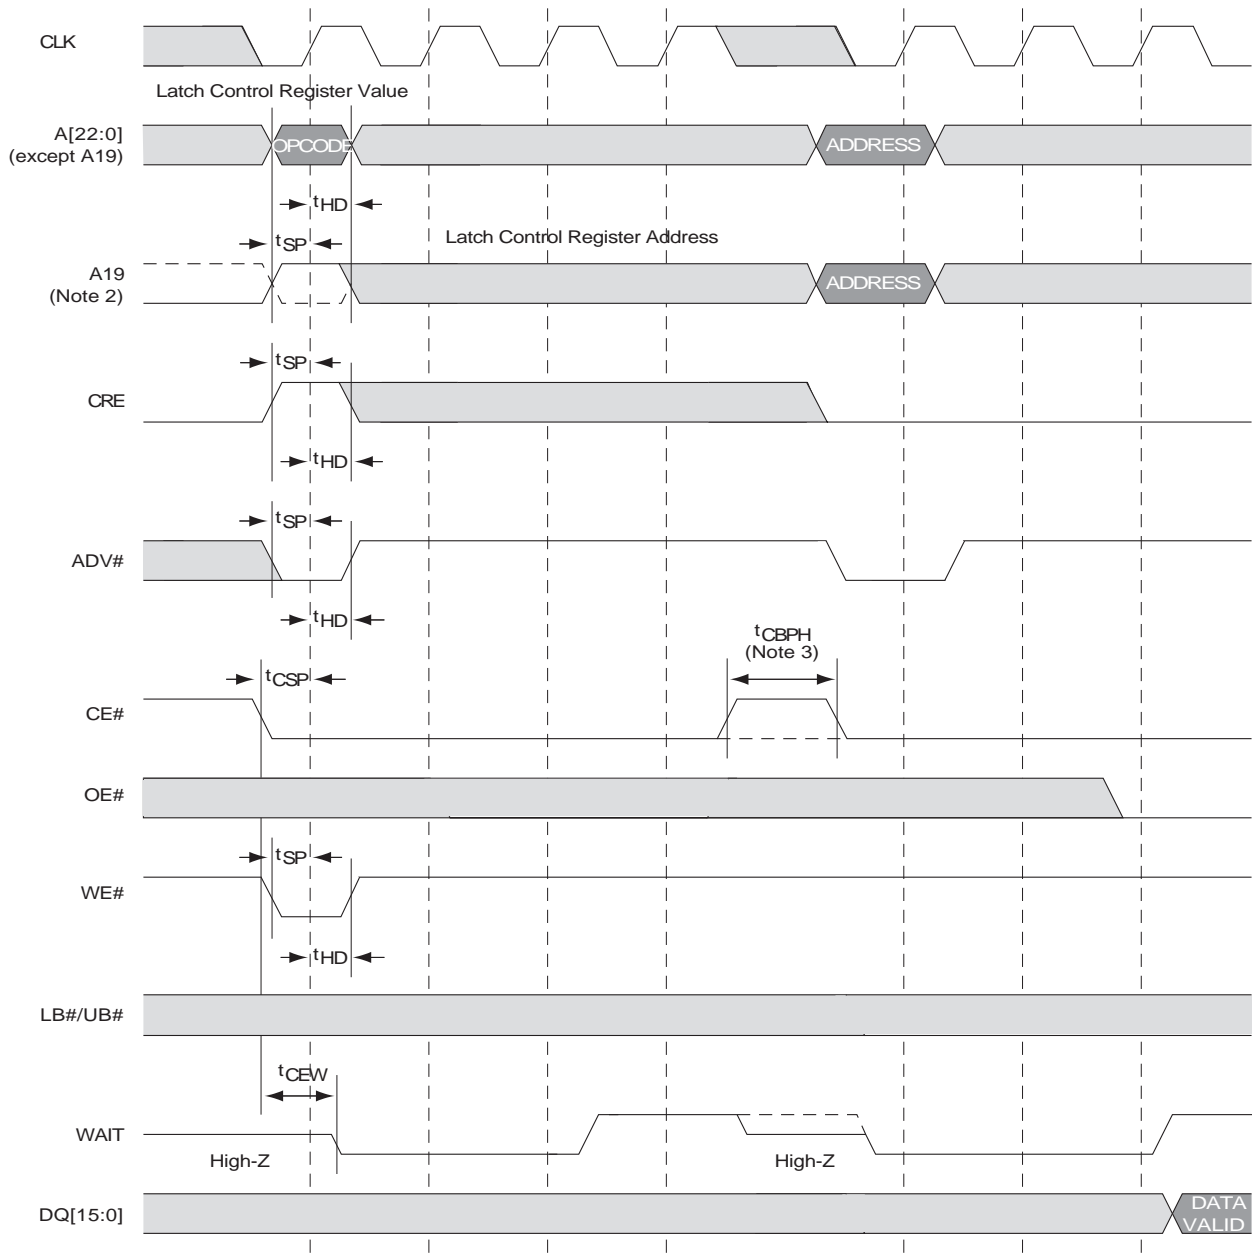 CLK
Latch Control Register Value
A[22:0]
(except A19)
OPCODE
ADDRESS
tHD
tSP
Latch Control Register Address
A19
(Note 2)
ADDRESS
tSP
CRE
tHD
tSP
ADV#
tHD
tCBPH
(Note 3)
tCSP
CE#
OE#
tSP
WE#
tHD
LB#/UB#
tCEW
WAIT
High-Z
High-Z
DQ[15:0]
DATA
VALID